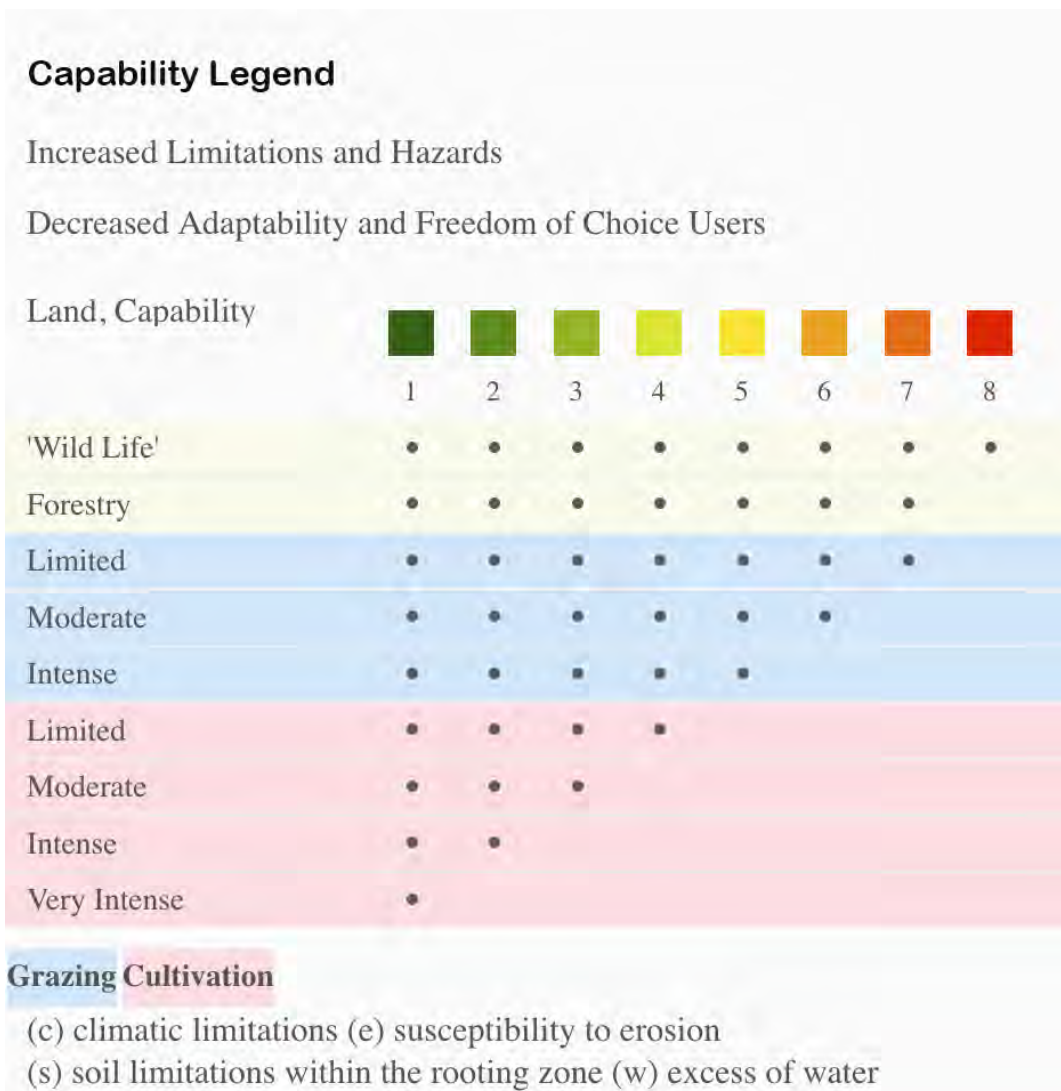 Capability Legend
Increased Limitations and Hazards
Decreased Adaptability and Freedom of Choice Users
Land, Capability
1 2 3 4 5 6 7 8
'Wild Life' • • • • • • • •
Forestry • • • • • • •
Limited • • • • • • •
Moderate • • • • • •
Intense • • • • •
Limited • • • •
Moderate • • •
Intense • •
Very Intense •
Grazing Cultivation
(c) climatic limitations (e) susceptibility to erosion
(s) soil limitations within the rooting zone (w) excess of water